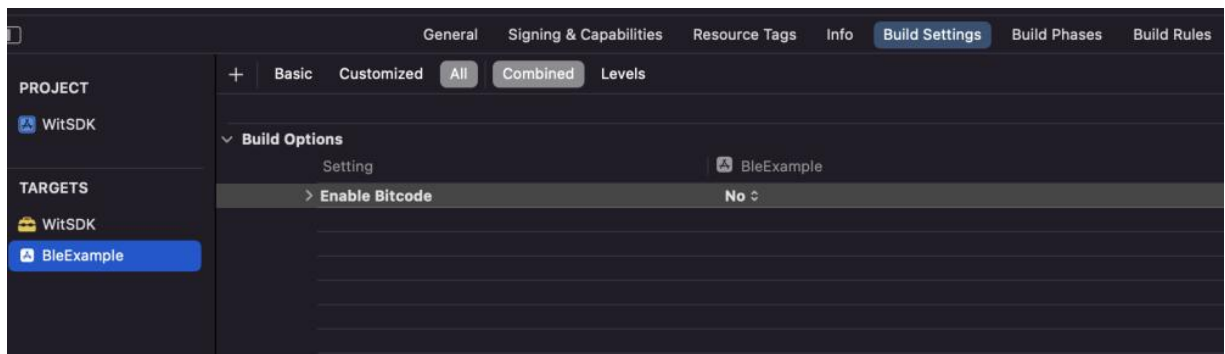 General Signing & Capabilities Resource Tags Info Build Settings Build Phases Build Rules
+ Basic Customized All Combined Levels
PROJECT
WitSDK
TARGETS
WitSDK
BleExample
Build Options
Setting BleExample
Enable Bitcode No